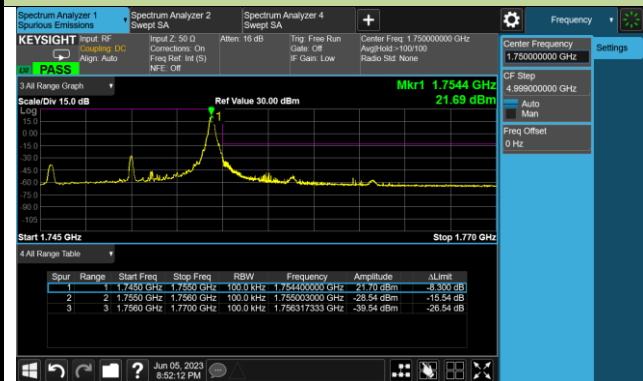 Spectrum Analyzer 1
Spurious Emissions
Spectrum Analyzer 2
Swept SA
Spectrum Analyzer 4
Swept SA
+
Frequency
KEYSIGHT
Input: RF
Coupling: DC
Align: Auto
Input Z: 50 Ω
Corrections: On
Freq Ref: Int (S)
NFE: Off
Atten: 16 dB
Trig: Free Run
Gate: Off
IF Gain: Low
Center Freq: 1.750000000 GHz
Avg|Hold:>100/100
Radio Std: None
PASS
Center Frequency
1.750000000 GHz
Settings
CF Step
4.999000000 GHz
Auto
Man
Freq Offset
0 Hz
3 All Range Graph
Mkr1 1.7544 GHz
Scale/Div 15.0 dB
Ref Value 30.00 dBm
21.69 dBm
Log
1
15.0
0.00
-15.0
-30.0
-45.0
-60.0
-75.0
-90.0
-105
Start 1.745 GHz
Stop 1.770 GHz
4 All Range Table
Spur Range Start Freq Stop Freq RBW Frequency Amplitude ΔLimit
1 1 1.7450 GHz 1.7550 GHz 100.0 kHz 1.754400000 GHz 21.70 dBm -8.300 dB
2 2 1.7550 GHz 1.7560 GHz 100.0 kHz 1.755003000 GHz -28.54 dBm -15.54 dB
3 3 1.7560 GHz 1.7700 GHz 100.0 kHz 1.756317333 GHz -39.54 dBm -26.54 dB
?
Jun 05, 2023
8:52:12 PM